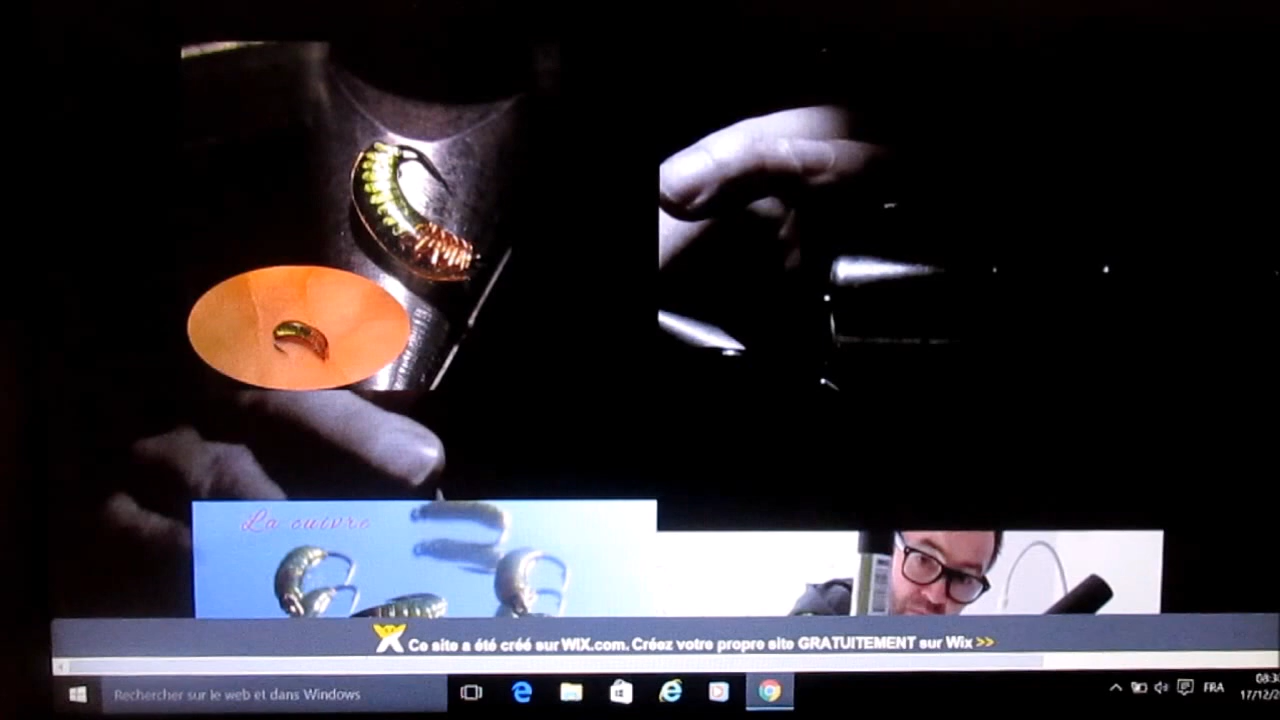 La cuivre
Ce site a été créé sur WIX.com. Créez votre propre site GRATUITEMENT sur Wix >>
Rechercher sur le web et dans Windows
FRA